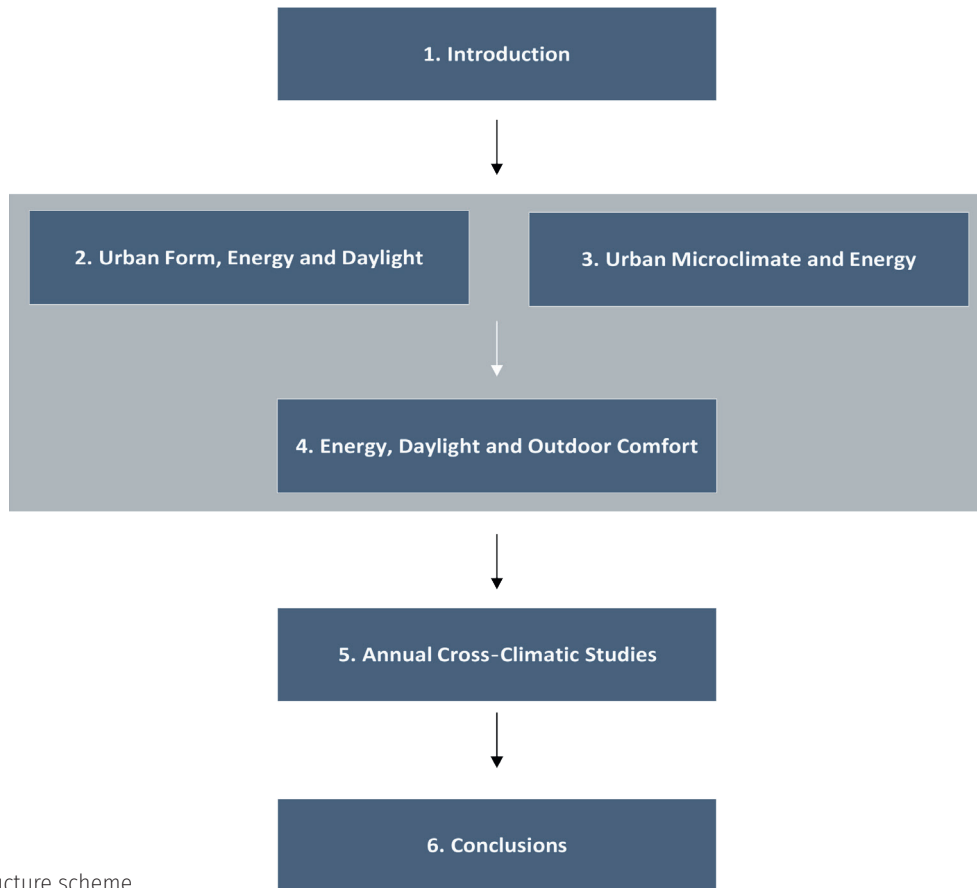 1. Introduction
2. Urban Form, Energy and Daylight
3. Urban Microclimate and Energy
4. Energy, Daylight and Outdoor Comfort
5. Annual Cross-Climatic Studies
6. Conclusions
scheme